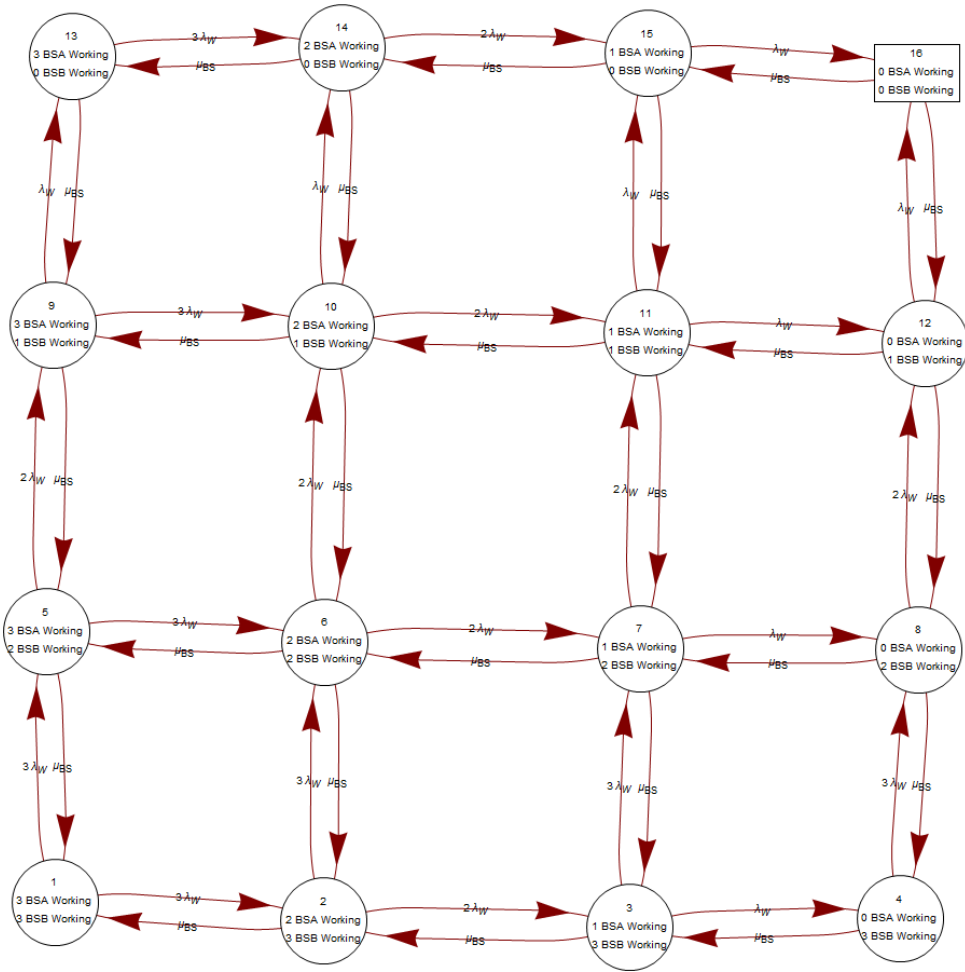 13
3 BSA Working
0 BSB Working
3 λW
μBS
14
2 BSA Working
0 BSB Working
2 λW
μBS
15
1 BSA Working
0 BSB Working
λW
μBS
16
0 BSA Working
0 BSB Working
λW μBS
λW μBS
λW μBS
λW μBS
9
3 BSA Working
1 BSB Working
3 λW
μBS
10
2 BSA Working
1 BSB Working
2 λW
μBS
11
1 BSA Working
1 BSB Working
λW
μBS
12
0 BSA Working
1 BSB Working
2 λW μBS
2 λW μBS
2 λW μBS
2 λW μBS
5
3 BSA Working
2 BSB Working
3 λW
μBS
6
2 BSA Working
2 BSB Working
2 λW
μBS
7
1 BSA Working
2 BSB Working
λW
μBS
8
0 BSA Working
2 BSB Working
3 λW μBS
3 λW μBS
3 λW μBS
3 λW μBS
1
3 BSA Working
3 BSB Working
3 λW
μBS
2
2 BSA Working
3 BSB Working
2 λW
μBS
3
1 BSA Working
3 BSB Working
λW
μBS
4
0 BSA Working
3 BSB Working